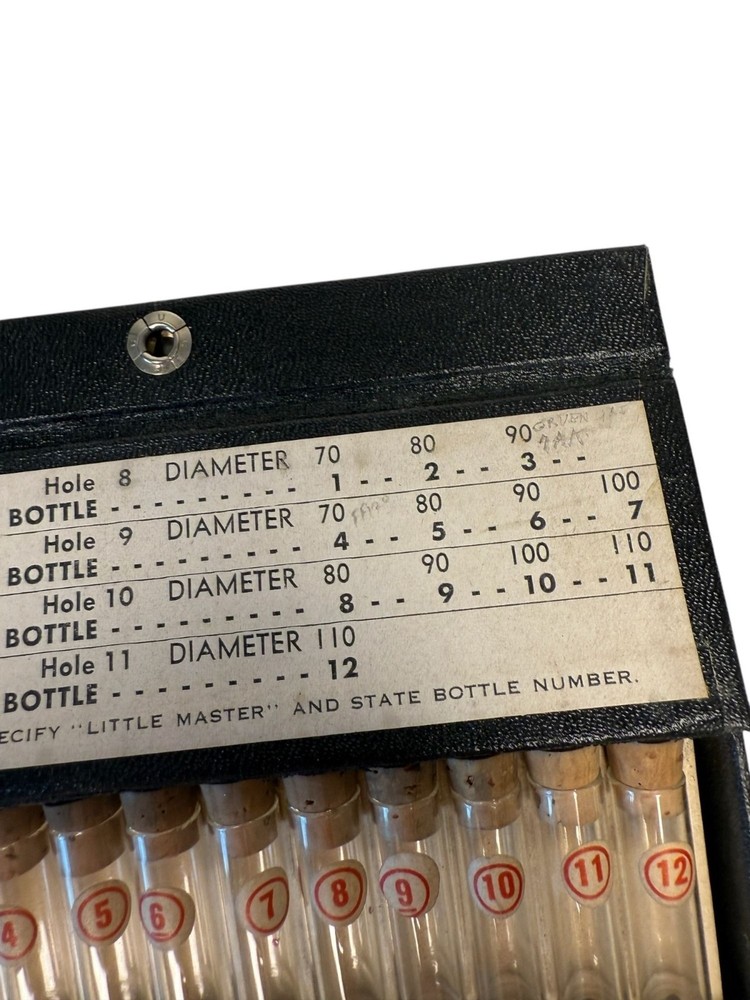 Hole 8 DIAMETER 70 80 90 GRUEN
BOTTLE - - - - - - - - - 1 - - 2 - - 3 - -
Hole 9 DIAMETER 70 80 90 100
BOTTLE - - - - - - - - - 4 - - 5 - - 6 - - 7
Hole 10 DIAMETER 80 90 100 110
BOTTLE - - - - - - - - - 8 - - 9 - - 10 - - 11
Hole 11 DIAMETER 110
BOTTLE - - - - - - - - - 12
ECIFY "LITTLE MASTER" AND STATE BOTTLE NUMBER.
4 5 6 7 8 9 10 11 12